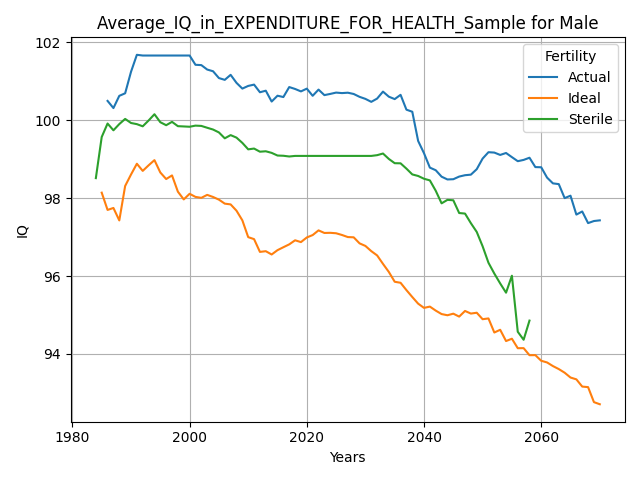 Average_IQ_in_EXPENDITURE_FOR_HEALTH_Sample for Male
Fertility
Actual
Ideal
Sterile
IQ
102
100
98
96
94
1980
2000
2020
2040
2060
Years